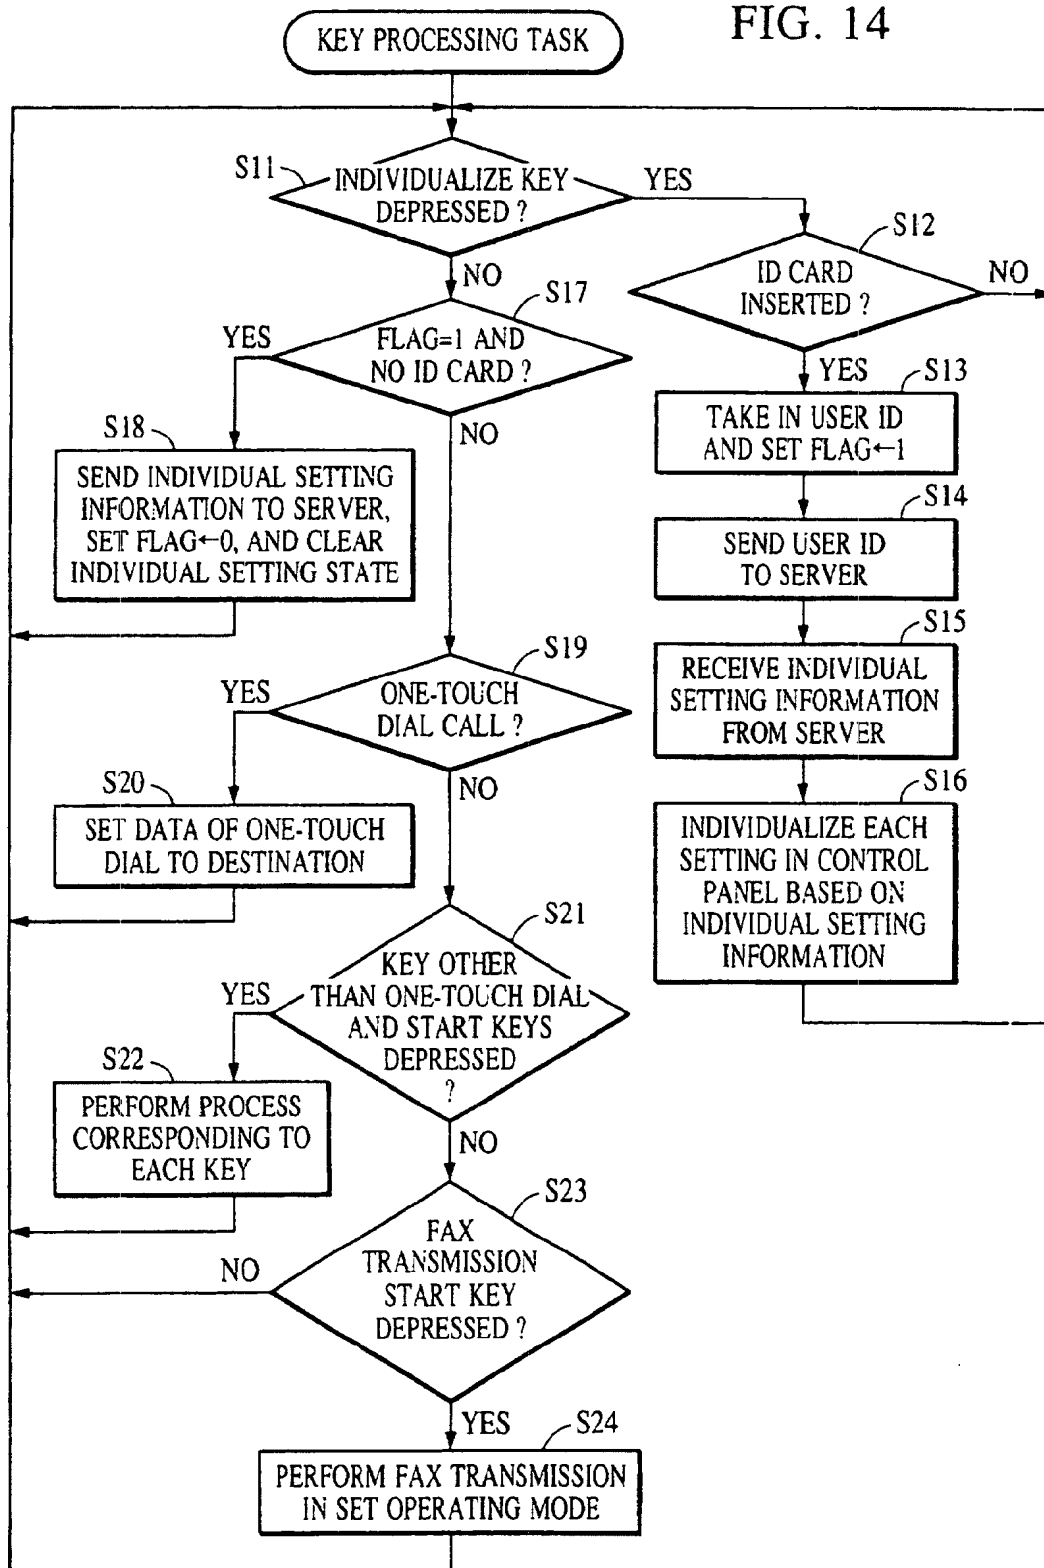 FIG. 14
KEY PROCESSING TASK
S11
INDIVIDUALIZE KEY
DEPRESSED ?
YES
NO
S12
ID CARD
INSERTED ?
NO
YES
S13
TAKE IN USER ID
AND SET FLAG←1
S14
SEND USER ID
TO SERVER
S15
RECEIVE INDIVIDUAL
SETTING INFORMATION
FROM SERVER
S16
INDIVIDUALIZE EACH
SETTING IN CONTROL
PANEL BASED ON
INDIVIDUAL SETTING
INFORMATION
S17
FLAG=1 AND
NO ID CARD ?
YES
NO
S18
SEND INDIVIDUAL SETTING
INFORMATION TO SERVER,
SET FLAG←0, AND CLEAR
INDIVIDUAL SETTING STATE
S19
ONE-TOUCH
DIAL CALL ?
YES
NO
S20
SET DATA OF ONE-TOUCH
DIAL TO DESTINATION
S21
KEY OTHER
THAN ONE-TOUCH DIAL
AND START KEYS
DEPRESSED
?
YES
NO
S22
PERFORM PROCESS
CORRESPONDING TO
EACH KEY
S23
FAX
TRANSMISSION
START KEY
DEPRESSED ?
NO
YES
S24
PERFORM FAX TRANSMISSION
IN SET OPERATING MODE